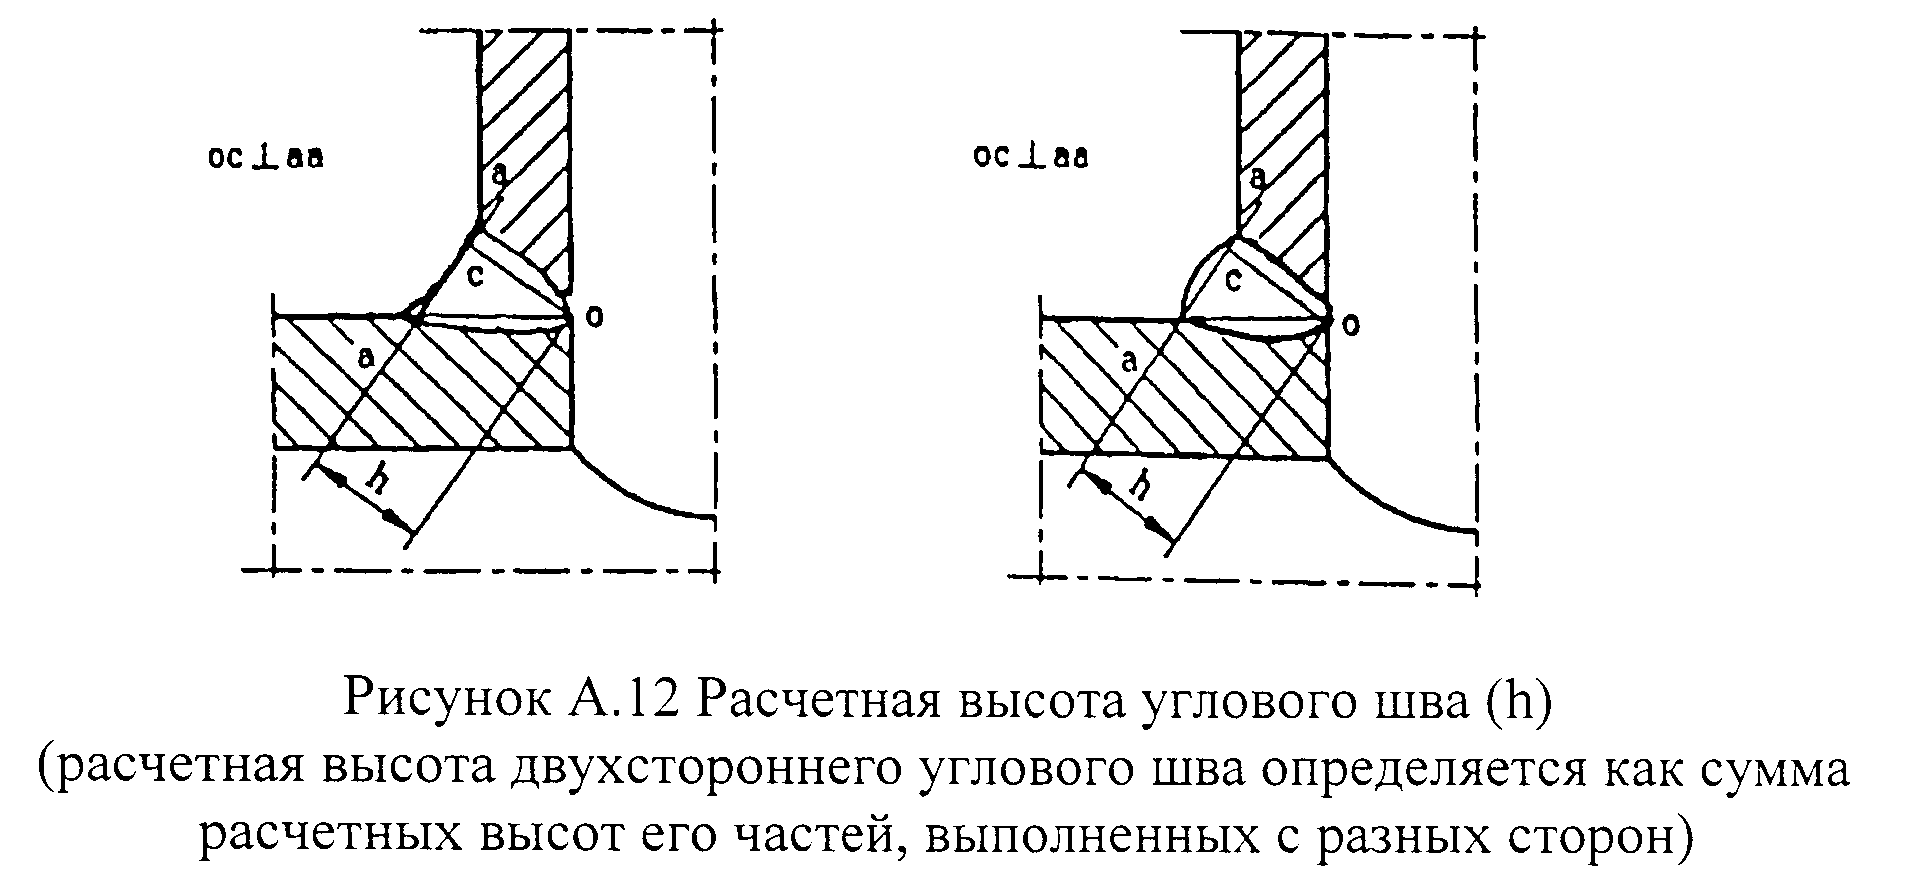 oc⊥aa
a
c
o
a
h
oc⊥aa
a
c
o
a
h
Рисунок А.12 Расчетная высота углового шва (h)
(расчетная высота двухстороннего углового шва определяется как сумма
расчетных высот его частей, выполненных с разных сторон)